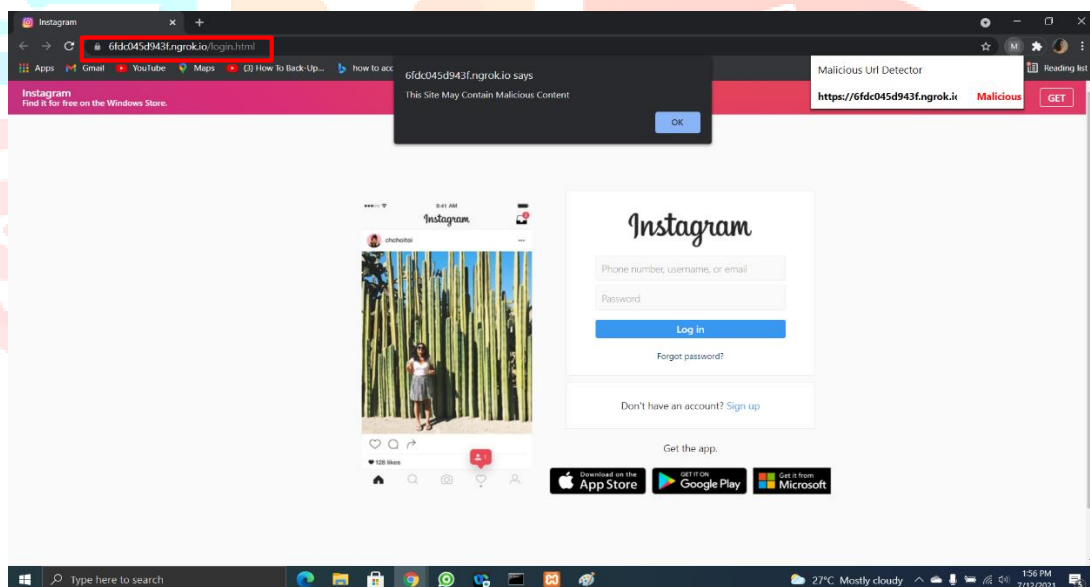 Instagram
6fdc045d943f.ngrok.io/login.html
M
Apps Gmail YouTube Maps (3) How To Back-Up... how to acc
Reading list
6fdc045d943f.ngrok.io says
This Site May Contain Malicious Content
OK
Malicious Url Detector
https://6fdc045d943f.ngrok.io Malicious
Instagram
Find it for free on the Windows Store.
GET
9:41 AM
Instagram
chchoitoi
128 likes
1
Instagram
Phone number, username, or email
Password
Log in
Forgot password?
Don't have an account? Sign up
Get the app.
Download on the
App Store
GET IT ON
Google Play
Get it from
Microsoft
Type here to search
27°C Mostly cloudy
1:56 PM
7/12/2021